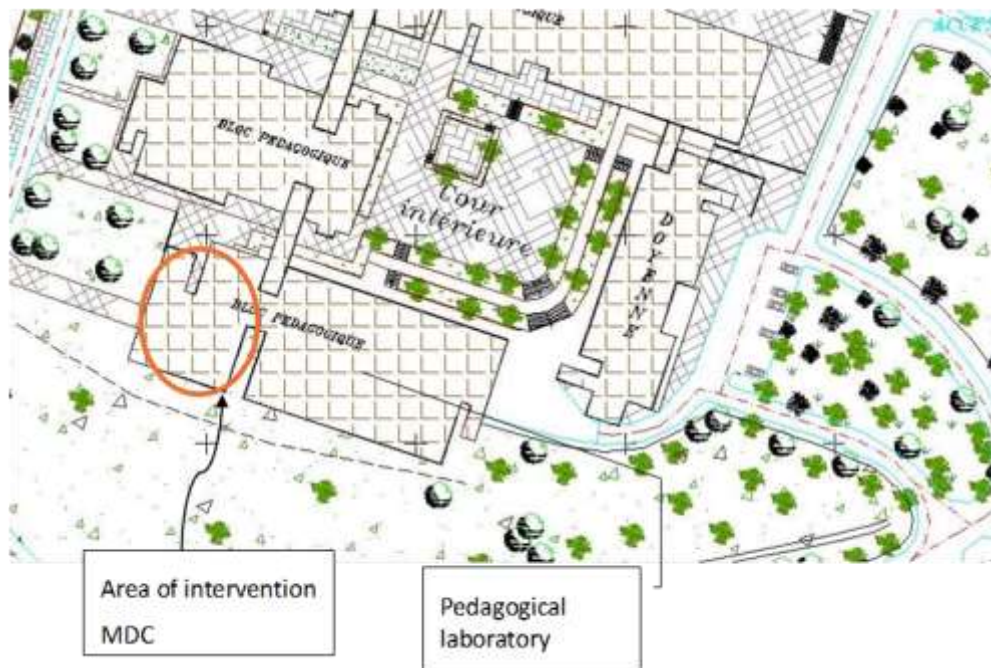 BLOC PEDAGOGIQUE
Cour
intérieure
DOYENNE
BLOC PEDAGOGIQUE
Area of intervention
MDC
Pedagogical
laboratory